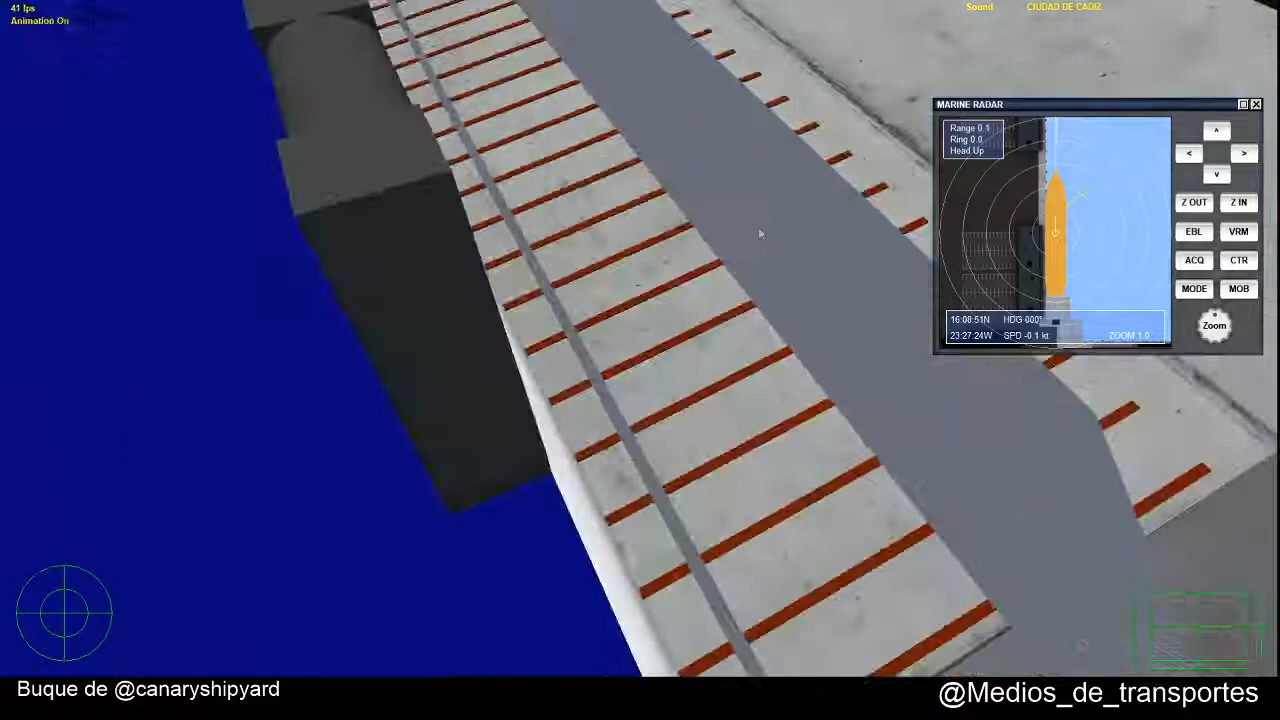 41 fps
Animation On
Sound CIUDAD DE CADIZ
MARINE RADAR
Range 0.1
Ring 0.0
Head Up
^
< >
v
Z OUT Z IN
EBL VRM
ACQ CTR
MODE MOB
Zoom
16:08.51N HDG 000°
23:27.24W SPD -0.1 kt ZOOM 1.0
Buque de @canaryshipyard
@Medios_de_transportes